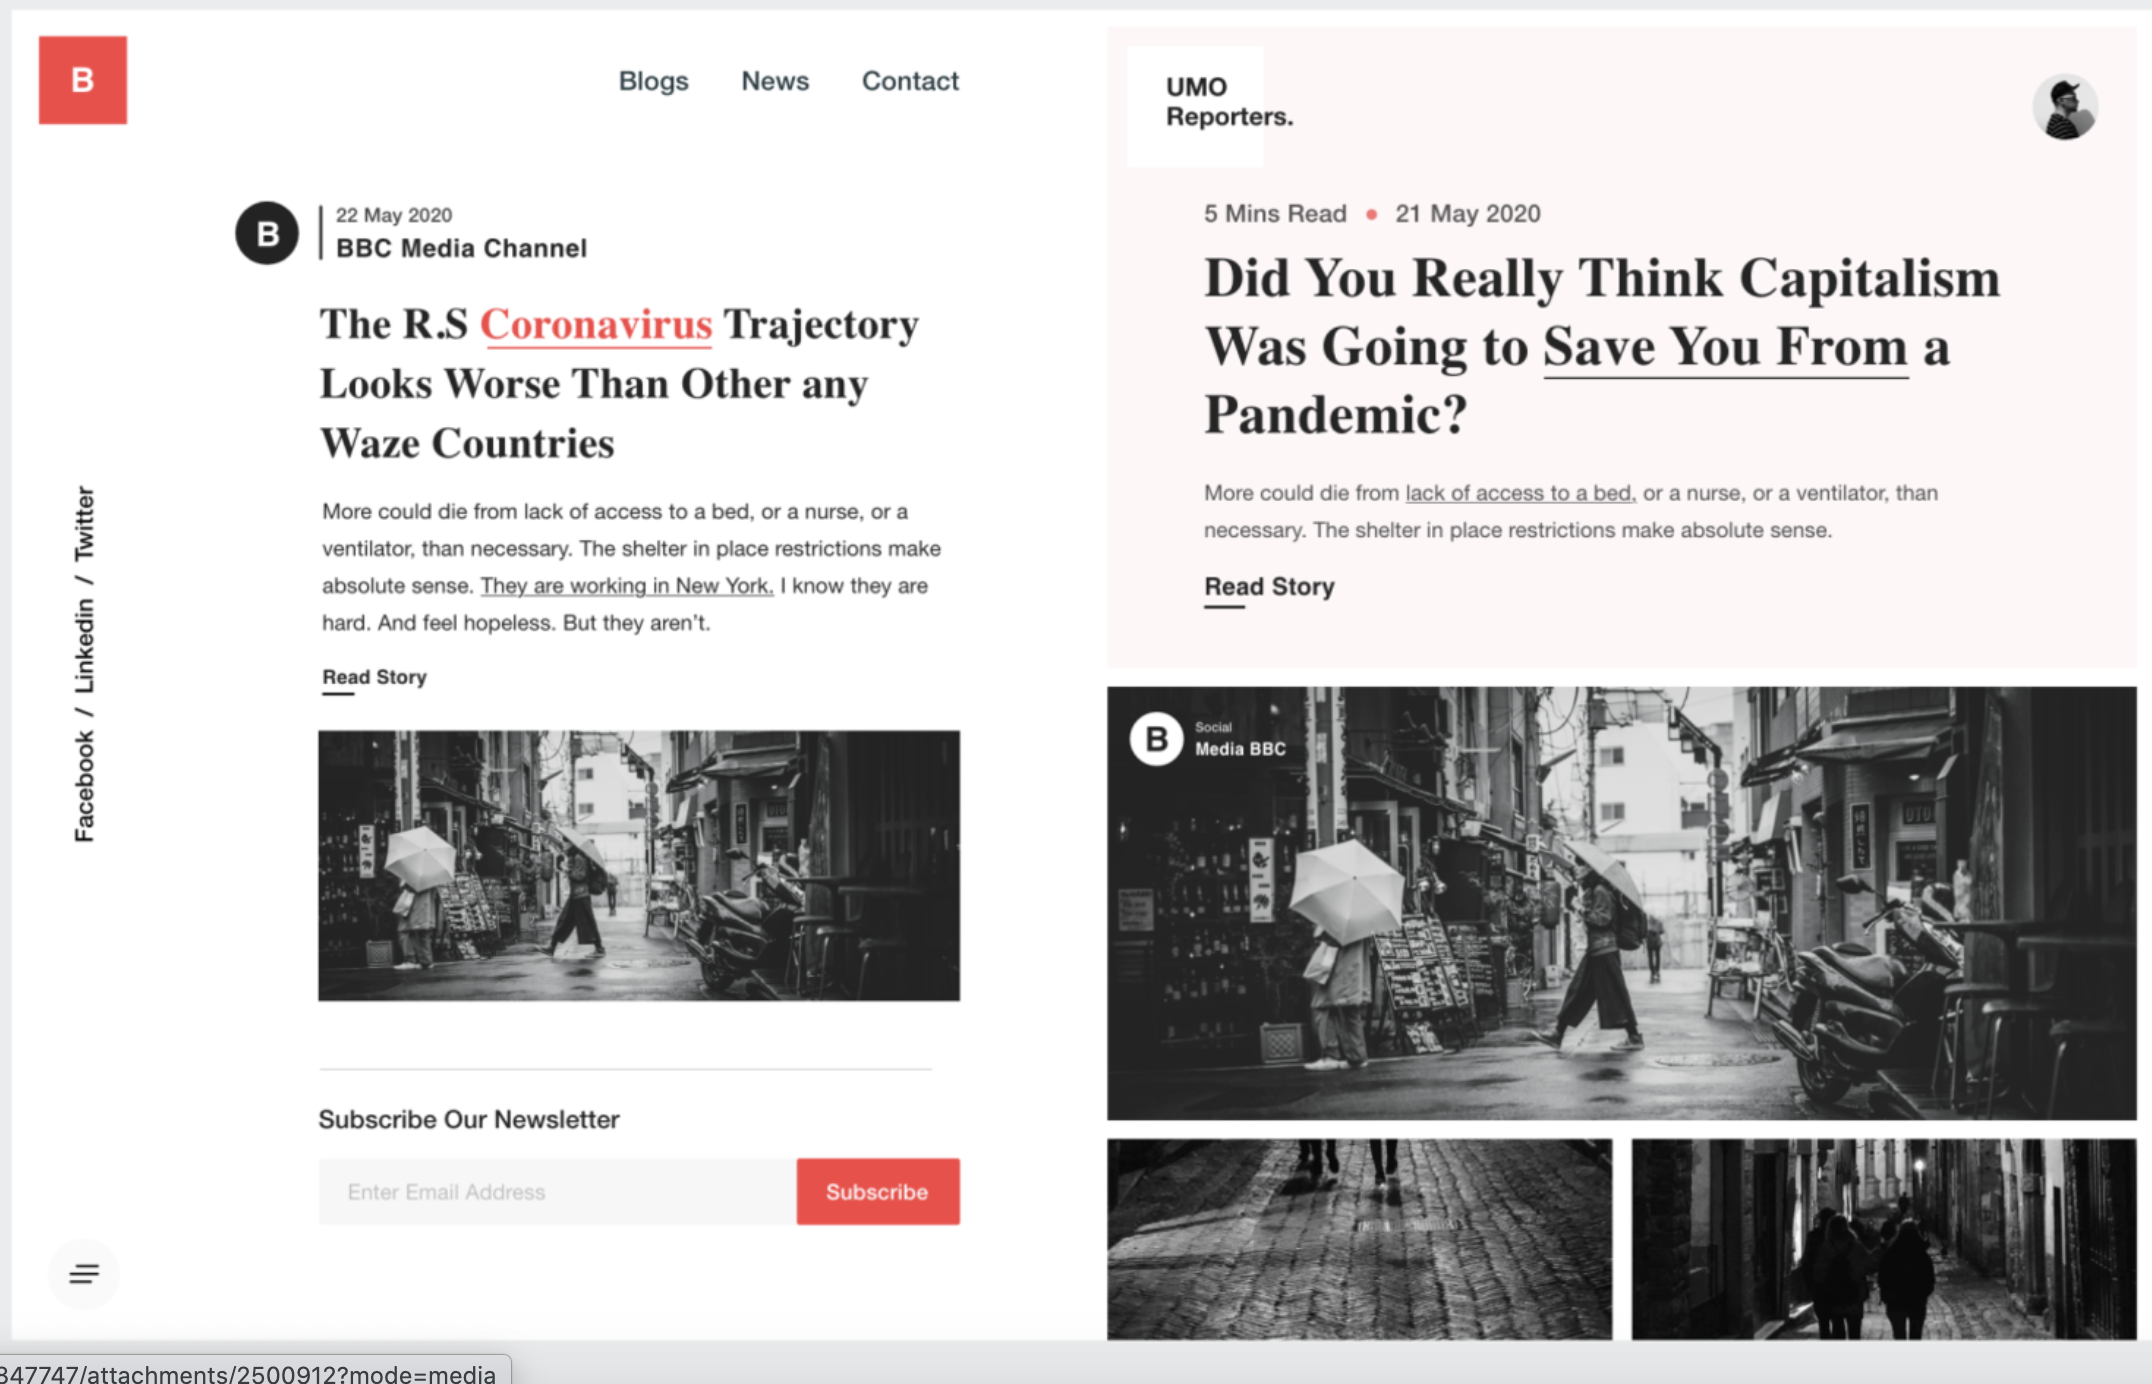 B
Blogs
News
Contact
B
22 May 2020
BBC Media Channel
The R.S Coronavirus Trajectory
Looks Worse Than Other any
Waze Countries
More could die from lack of access to a bed, or a nurse, or a
ventilator, than necessary. The shelter in place restrictions make
absolute sense. They are working in New York. I know they are
hard. And feel hopeless. But they aren't.
Read Story
Facebook / Linkedin / Twitter
Subscribe Our Newsletter
Enter Email Address
Subscribe
UMO
Reporters.
5 Mins Read • 21 May 2020
Did You Really Think Capitalism
Was Going to Save You From a
Pandemic?
More could die from lack of access to a bed, or a nurse, or a ventilator, than
necessary. The shelter in place restrictions make absolute sense.
Read Story
B
Social
Media BBC
847747/attachments/2500912?mode=media